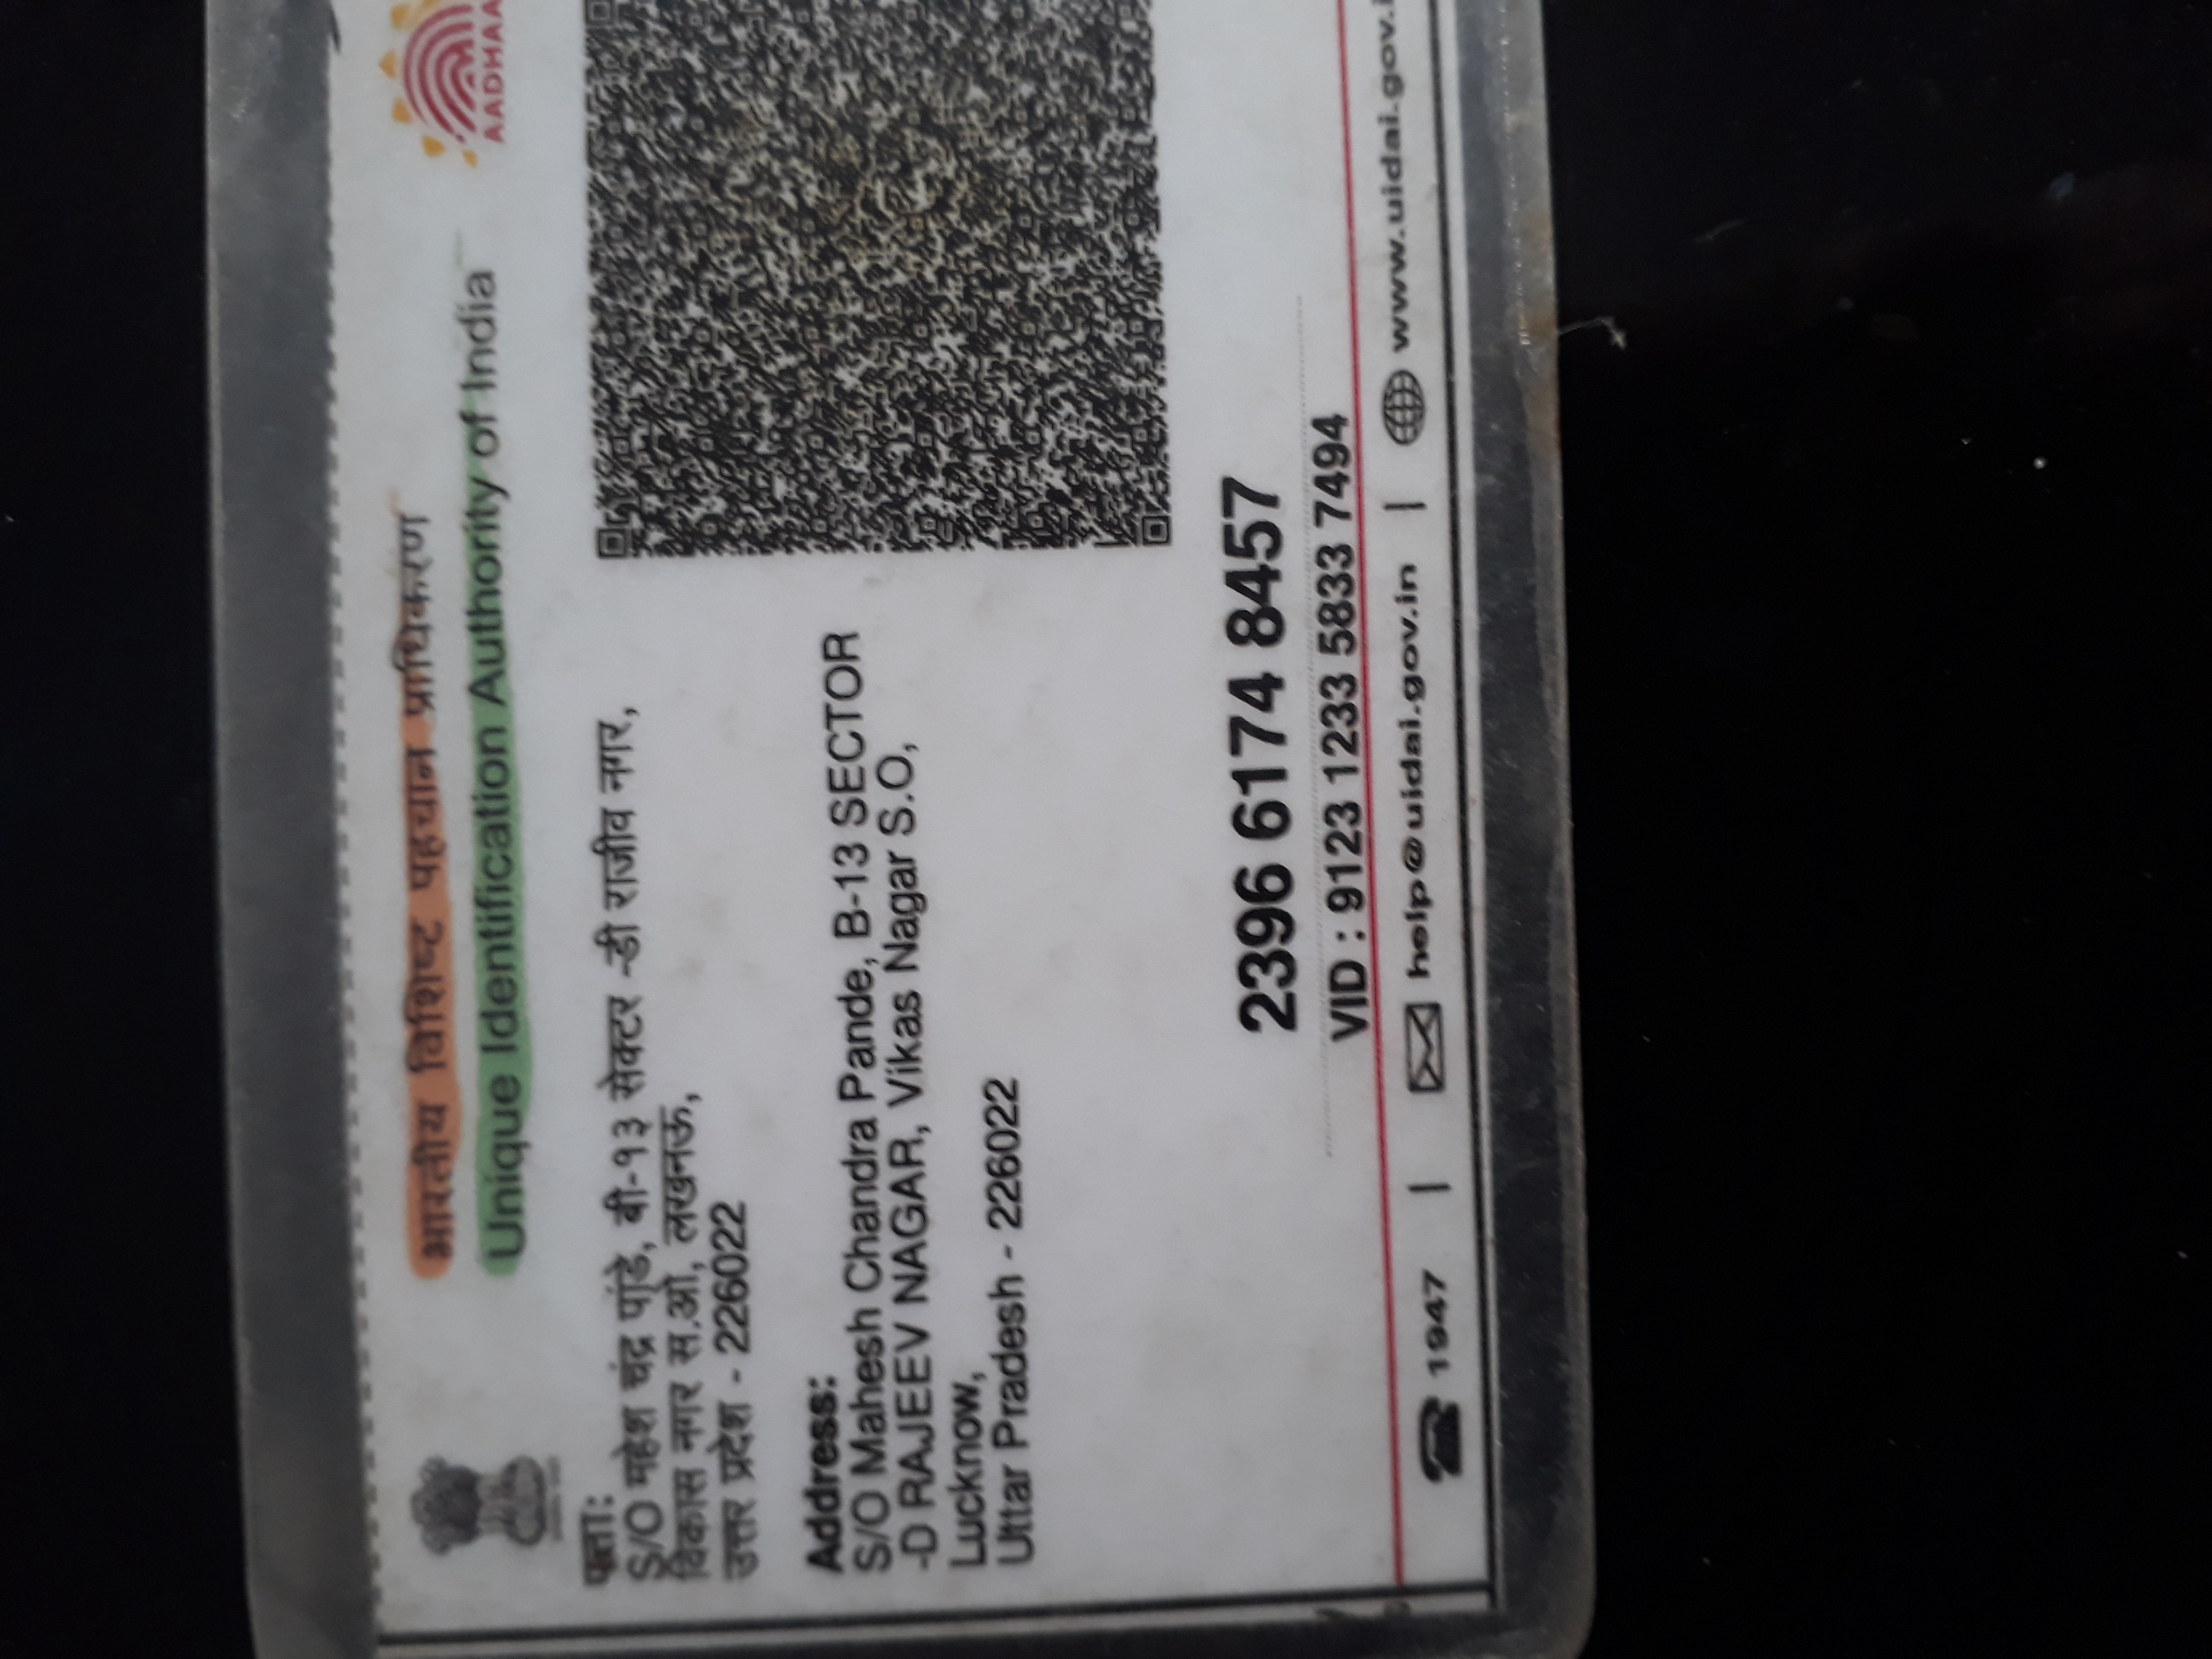 भारतीय विशिष्ट पहचान प्राधिकरण
Unique Identification Authority of India
AADHAA
पता:
S/O महेश चंद्र पांडे, बी-१३ सेक्टर -डी राजीव नगर,
विकास नगर स.ओ, लखनऊ,
उत्तर प्रदेश - 226022
Address:
S/O Mahesh Chandra Pande, B-13 SECTOR
-D RAJEEV NAGAR, Vikas Nagar S.O,
Lucknow,
Uttar Pradesh - 226022
2396 6174 8457
VID : 9123 1233 5833 7494
1947 | help@uidai.gov.in | www.uidai.gov.